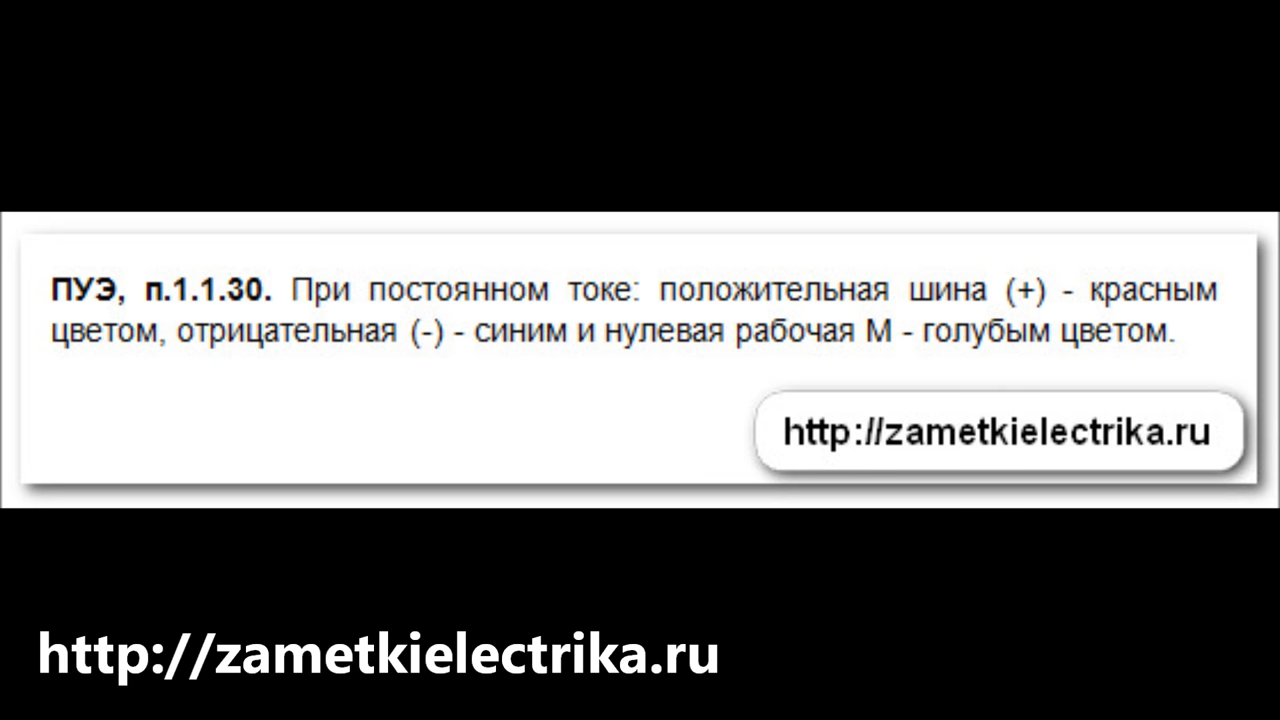 ПУЭ, п.1.1.30. При постоянном токе: положительная шина (+) - красным
цветом, отрицательная (-) - синим и нулевая рабочая М - голубым цветом.
http://zametkielectrika.ru
http://zametkielectrika.ru